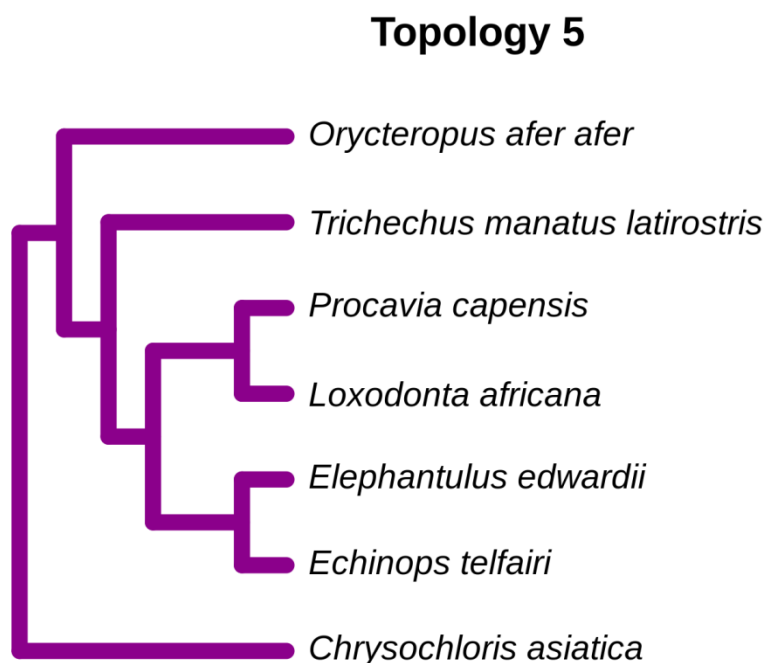 Topology 5
Orycteropus afer afer
Trichechus manatus latirostris
Procavia capensis
Loxodonta africana
Elephantulus edwardii
Echinops telfairi
Chrysochloris asiatica